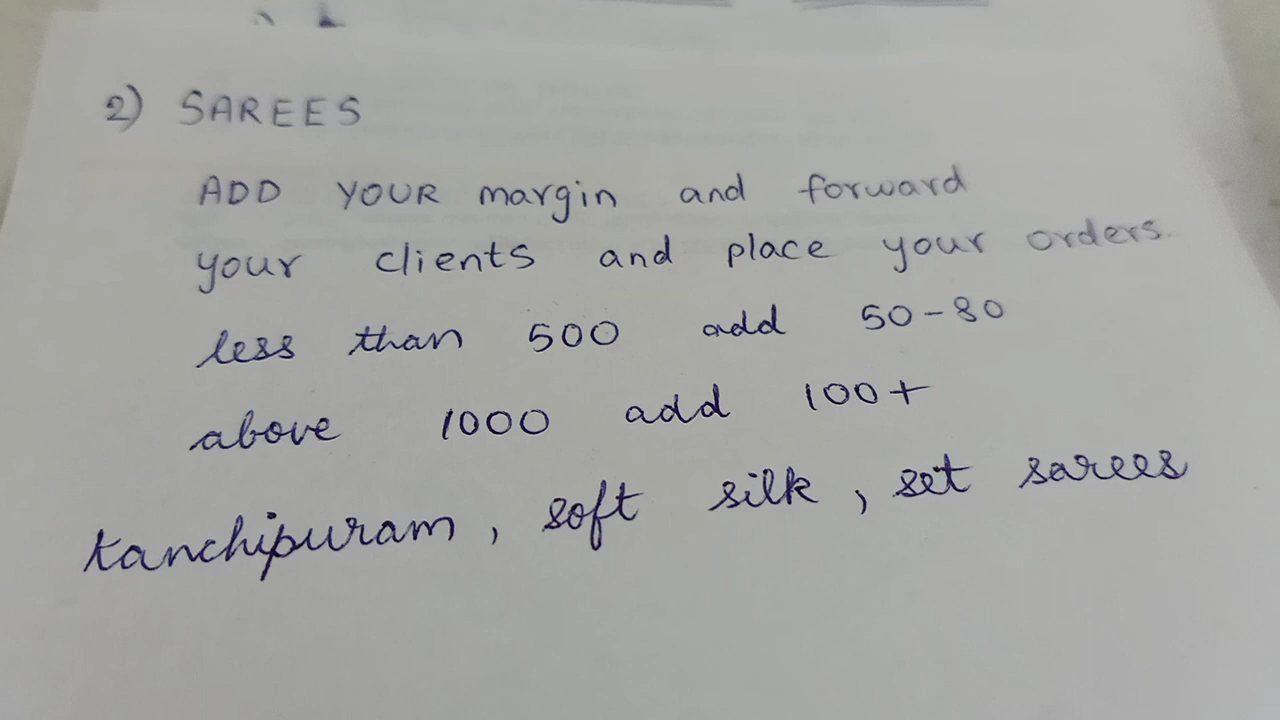 2) SAREES
ADD YOUR margin and forward
your clients and place your orders.
less than 500 add 50-80
above 1000 add 100+
kanchipuram, soft silk, set sarees